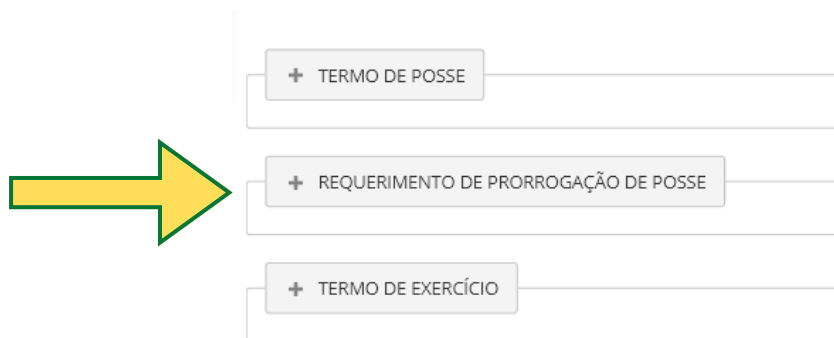 TERMO DE POSSE
REQUERIMENTO DE PRORROGAÇÃO DE POSSE
TERMO DE EXERCÍCIO